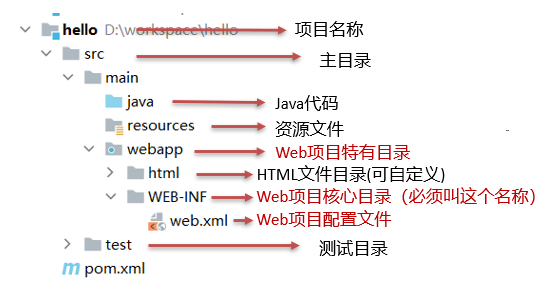 hello D:\workspace\hello 项目名称
src 主目录
main
java Java代码
resources 资源文件
webapp Web项目特有目录
html HTML文件目录(可自定义)
WEB-INF Web项目核心目录（必须叫这个名称）
web.xml Web项目配置文件
test 测试目录
pom.xml